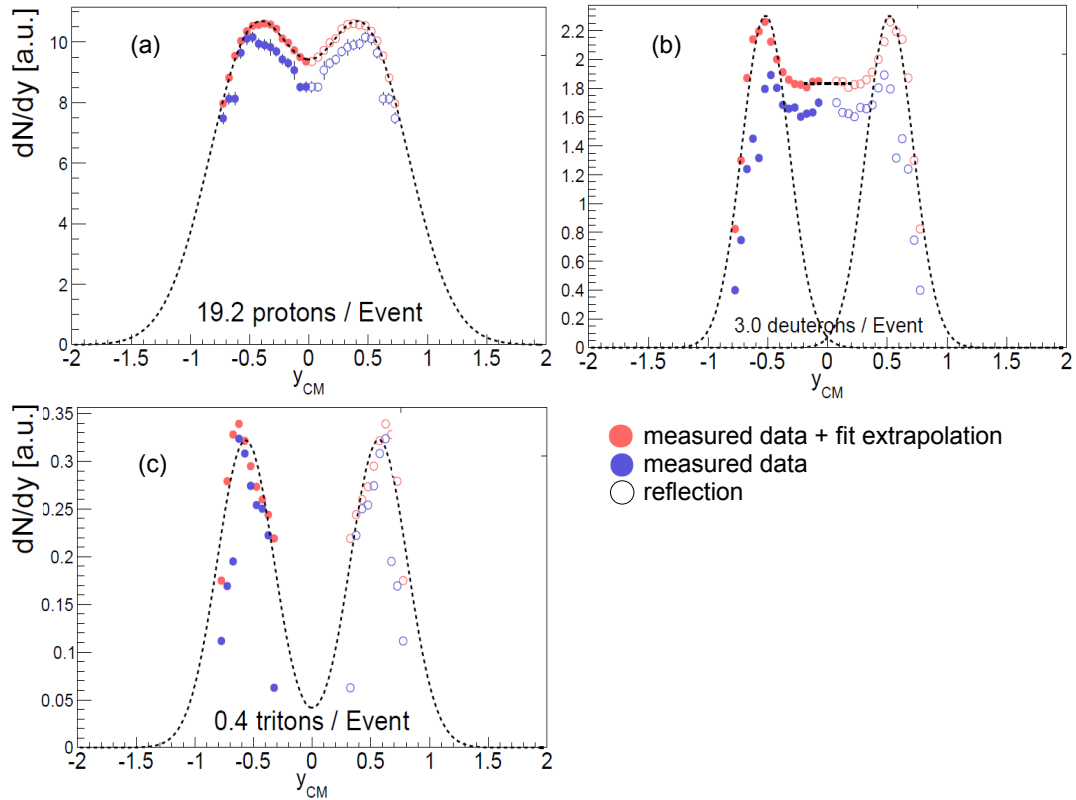 (a)
dN/dy [a.u.]
10
8
6
4
2
0
19.2 protons / Event
-2 -1.5 -1 -0.5 0 0.5 1 1.5 2
y_CM
(b)
2.2
2
1.8
1.6
1.4
1.2
1
0.8
0.6
0.4
0.2
0
3.0 deuterons / Event
-2 -1.5 -1 -0.5 0 0.5 1 1.5 2
y_CM
(c)
dN/dy [a.u.]
0.35
0.3
0.25
0.2
0.15
0.1
0.05
0
0.4 tritons / Event
-2 -1.5 -1 -0.5 0 0.5 1 1.5 2
y_CM
measured data + fit extrapolation
measured data
reflection